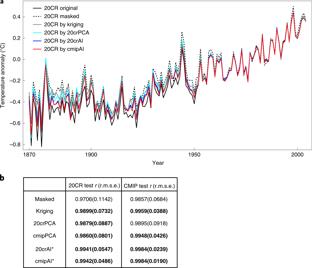 a
20CR original
20CR masked
20CR by kriging
20CR by 20crPCA
20CR by 20crAI
20CR by cmipAI
0.4
0.2
0
−0.2
−0.4
−0.6
−0.8
Temperature anomaly (°C)
1870 1900 1950 2000
Year
b
20CR test r (r.m.s.e.) CMIP test r (r.m.s.e.)
Masked 0.9706(0.1142) 0.9857(0.0684)
Kriging 0.9899(0.0732) 0.9959(0.0388)
20crPCA 0.9879(0.0887) 0.9895(0.0918)
cmipPCA 0.9860(0.0801) 0.9948(0.0426)
20crAI* 0.9941(0.0547) 0.9984(0.0239)
cmipAI* 0.9942(0.0486) 0.9984(0.0190)